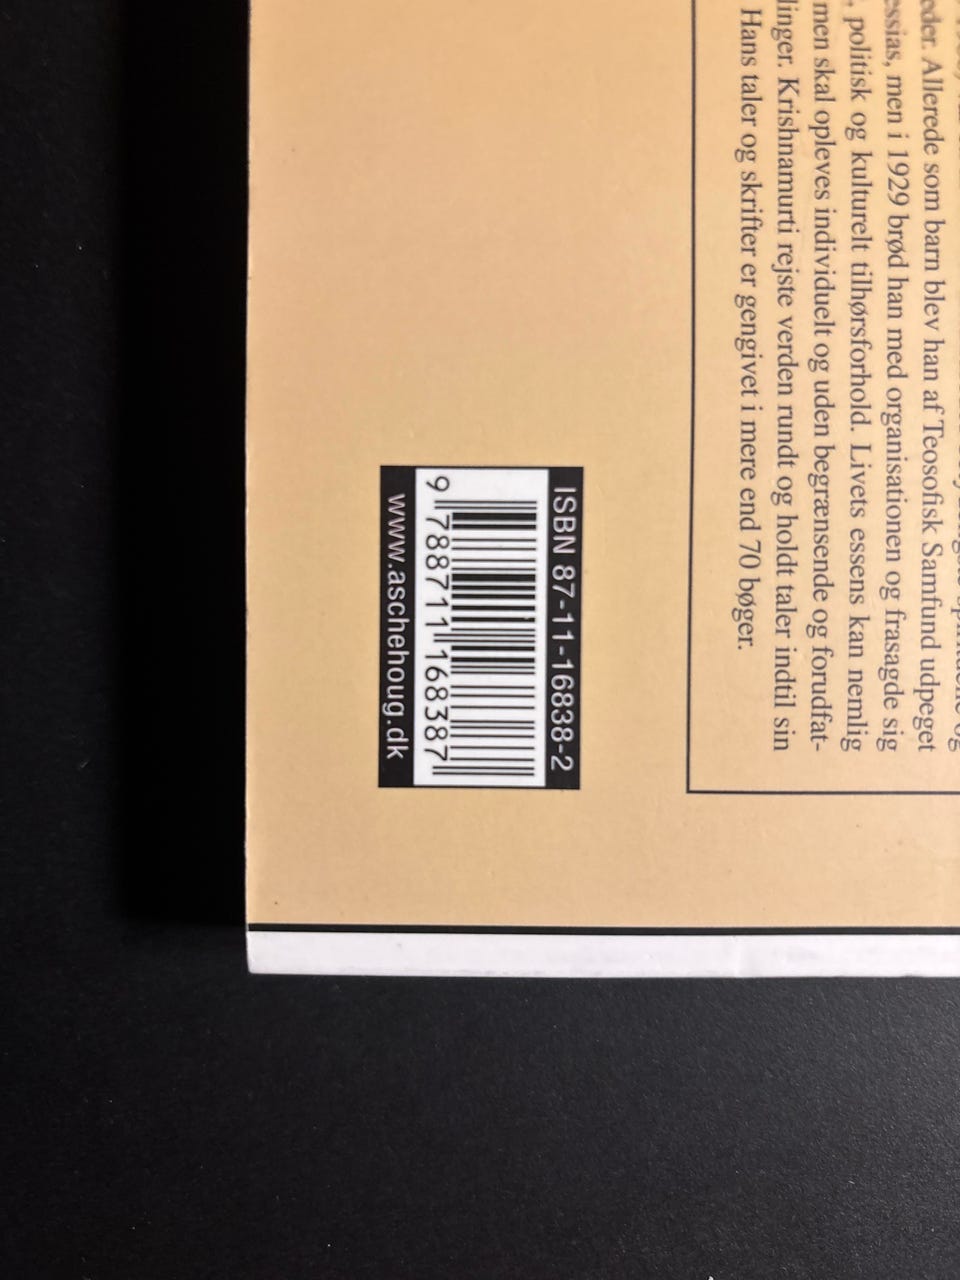 eder. Allerede som barn blev han af Teosofisk Samfund udpeget
essias, men i 1929 brød han med organisationen og frasagde sig
, politisk og kulturelt tilhørsforhold. Livets essens kan nemlig
men skal opleves individuelt og uden begrænsende og forudfat-
linger. Krishnamurti rejste verden rundt og holdt taler indtil sin
Hans taler og skrifter er gengivet i mere end 70 bøger.
ISBN 87-11-16838-2
9 788711 168387
www.aschehoug.dk